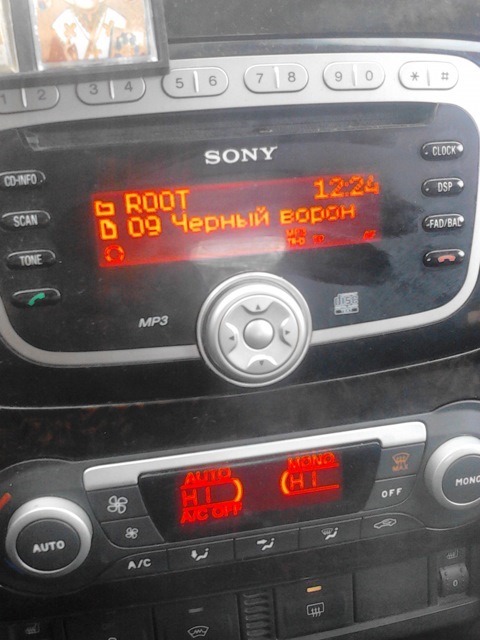 1 2 3 4 5 6 7 8 9 0 * #
SONY
CD-INFO
CLOCK
ROOT 12:24
DSP
09 Черный ворон
SCAN
FAD/BAL
TONE
MP3
AUTO MONO
HI HI
A/C OFF
MAX
OFF
AUTO
MONO
A/C
0